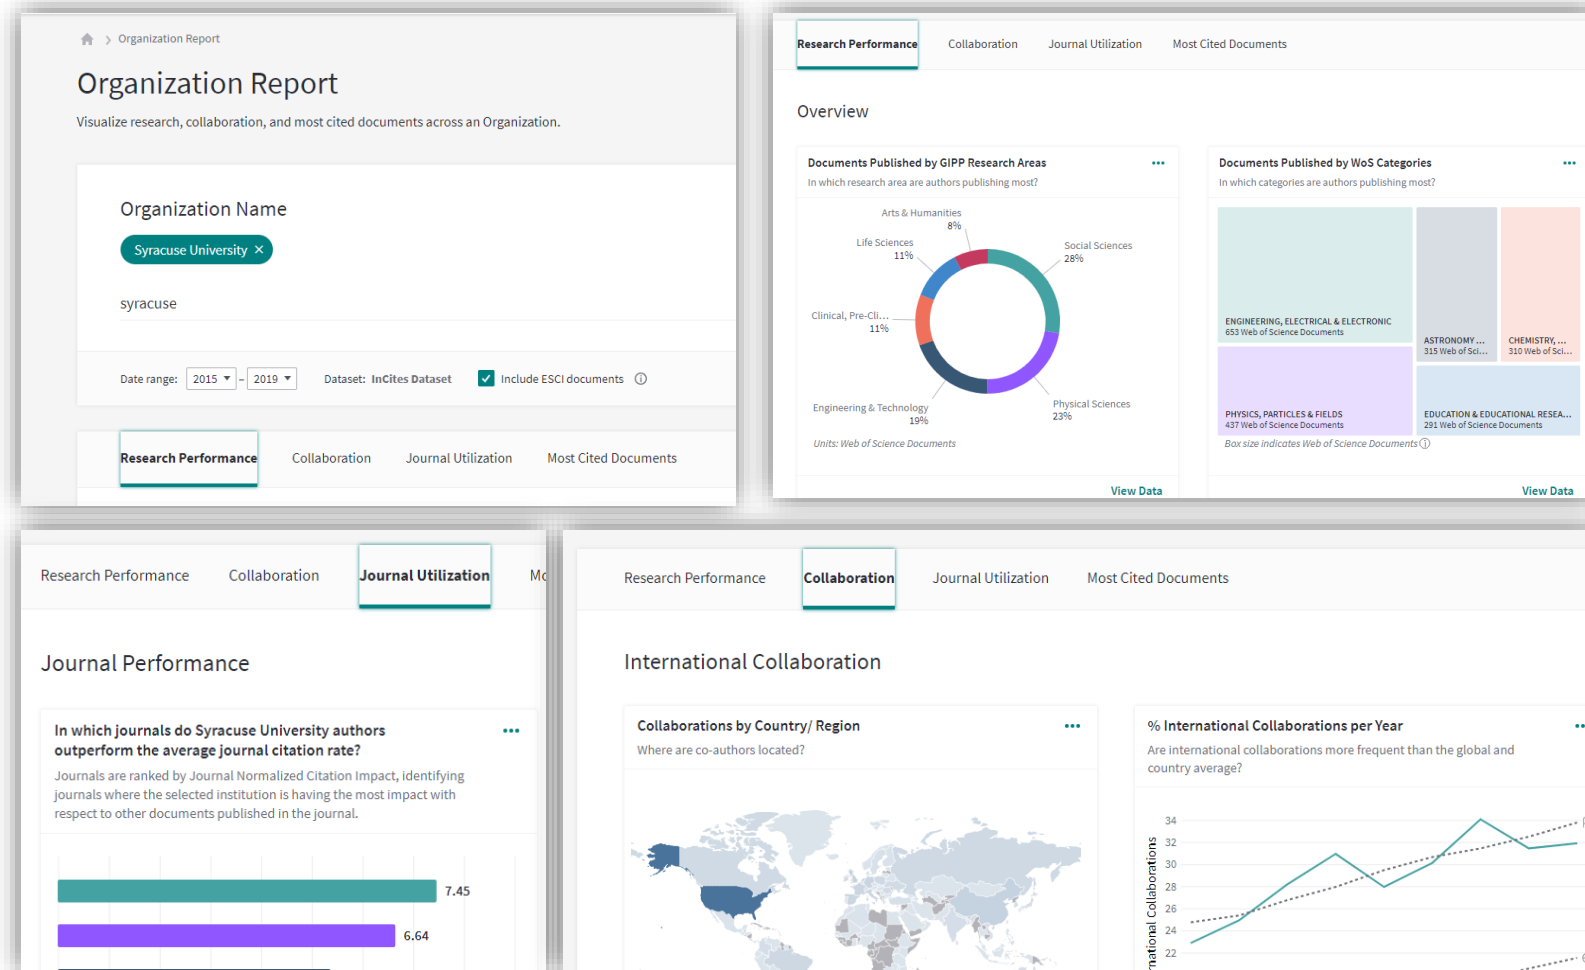 Organization Report
Organization Report
Visualize research, collaboration, and most cited documents across an Organization.
Organization Name
Syracuse University ×
syracuse
Date range: 2015 – 2019 Dataset: InCites Dataset Include ESCI documents
Research Performance Collaboration Journal Utilization Most Cited Documents
Research Performance Collaboration Journal Utilization Most Cited Documents
Overview
Documents Published by GIPP Research Areas
In which research area are authors publishing most?
Arts & Humanities
8%
Life Sciences
11%
Social Sciences
28%
Clinical, Pre-Cli...
11%
Engineering & Technology
19%
Physical Sciences
23%
Units: Web of Science Documents
View Data
Documents Published by WoS Categories
In which categories are authors publishing most?
ENGINEERING, ELECTRICAL & ELECTRONIC
653 Web of Science Documents
ASTRONOMY ...
315 Web of Sci...
CHEMISTRY, ...
310 Web of Sci...
PHYSICS, PARTICLES & FIELDS
437 Web of Science Documents
EDUCATION & EDUCATIONAL RESEA...
291 Web of Science Documents
Box size indicates Web of Science Documents
View Data
Research Performance Collaboration Journal Utilization
Journal Performance
In which journals do Syracuse University authors
outperform the average journal citation rate?
Journals are ranked by Journal Normalized Citation Impact, identifying
journals where the selected institution is having the most impact with
respect to other documents published in the journal.
7.45
6.64
Research Performance Collaboration Journal Utilization Most Cited Documents
International Collaboration
Collaborations by Country/ Region
Where are co-authors located?
% International Collaborations per Year
Are international collaborations more frequent than the global and
country average?
34
32
30
28
26
24
22
Collaborations